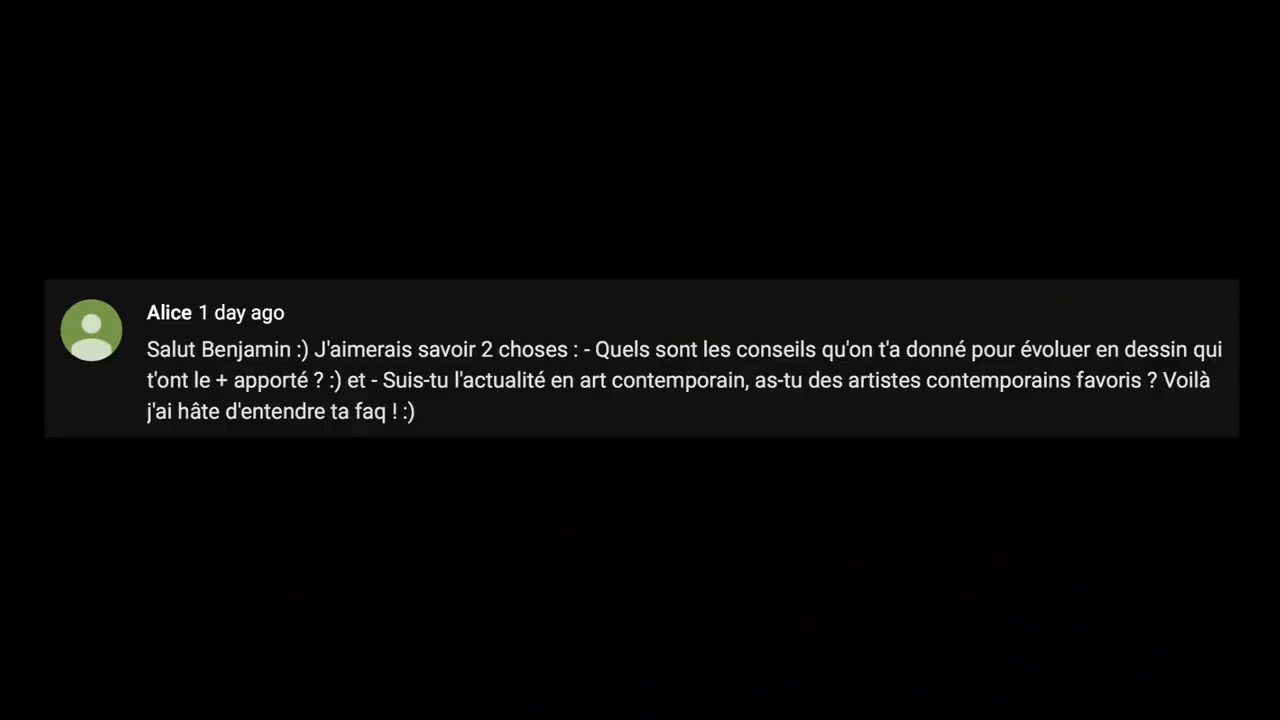 Alice 1 day ago
Salut Benjamin :) J'aimerais savoir 2 choses : - Quels sont les conseils qu'on t'a donné pour évoluer en dessin qui
t'ont le + apporté ? :) et - Suis-tu l'actualité en art contemporain, as-tu des artistes contemporains favoris ? Voilà
j'ai hâte d'entendre ta faq ! :)